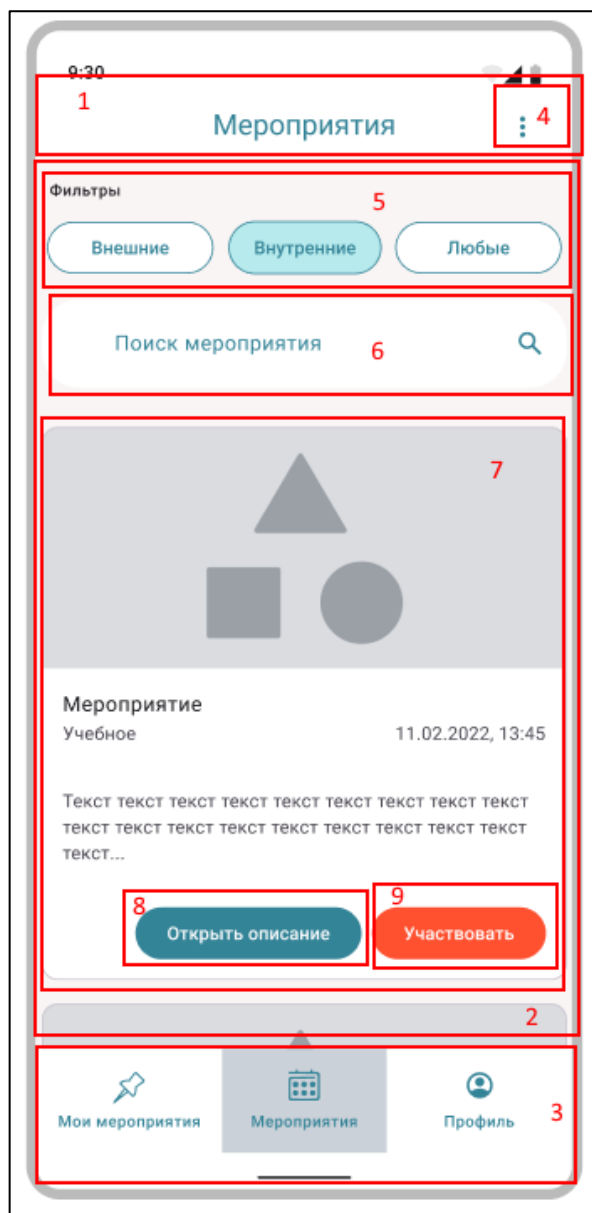 9:30
1
Мероприятия
4
Фильтры
5
Внешние
Внутренние
Любые
Поиск мероприятия
6
7
Мероприятие
Учебное 11.02.2022, 13:45
Текст текст текст текст текст текст текст текст текст
текст текст текст текст текст текст текст текст текст
текст...
8
Открыть описание
9
Участвовать
2
Мои мероприятия
Мероприятия
Профиль
3